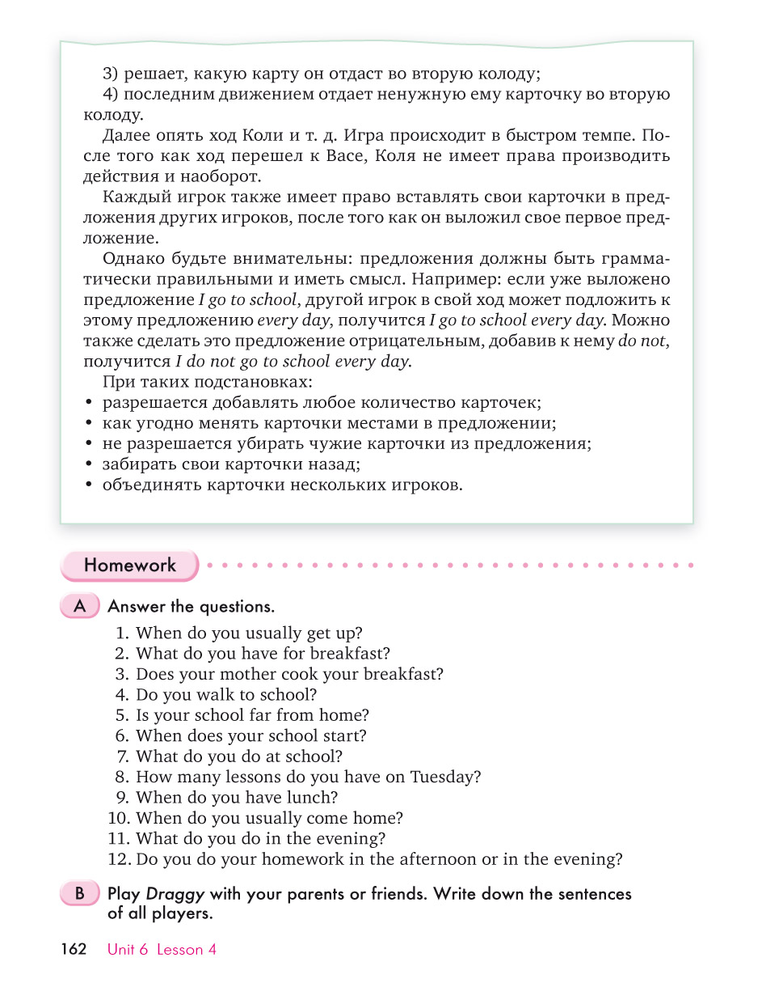 3) решает, какую карту он отдаст во вторую колоду;
4) последним движением отдает ненужную ему карточку во вторую
колоду.
Далее опять ход Коли и т. д. Игра происходит в быстром темпе. По-
сле того как ход перешел к Васе, Коля не имеет права производить
действия и наоборот.
Каждый игрок также имеет право вставлять свои карточки в пред-
ложения других игроков, после того как он выложил свое первое пред-
ложение.
Однако будьте внимательны: предложения должны быть грамма-
тически правильными и иметь смысл. Например: если уже выложено
предложение I go to school, другой игрок в свой ход может подложить к
этому предложению every day, получится I go to school every day. Можно
также сделать это предложение отрицательным, добавив к нему do not,
получится I do not go to school every day.
При таких подстановках:
• разрешается добавлять любое количество карточек;
• как угодно менять карточки местами в предложении;
• не разрешается убирать чужие карточки из предложения;
• забирать свои карточки назад;
• объединять карточки нескольких игроков.
Homework
A Answer the questions.
1. When do you usually get up?
2. What do you have for breakfast?
3. Does your mother cook your breakfast?
4. Do you walk to school?
5. Is your school far from home?
6. When does your school start?
7. What do you do at school?
8. How many lessons do you have on Tuesday?
9. When do you have lunch?
10. When do you usually come home?
11. What do you do in the evening?
12. Do you do your homework in the afternoon or in the evening?
B Play Draggy with your parents or friends. Write down the sentences
of all players.
162 Unit 6 Lesson 4